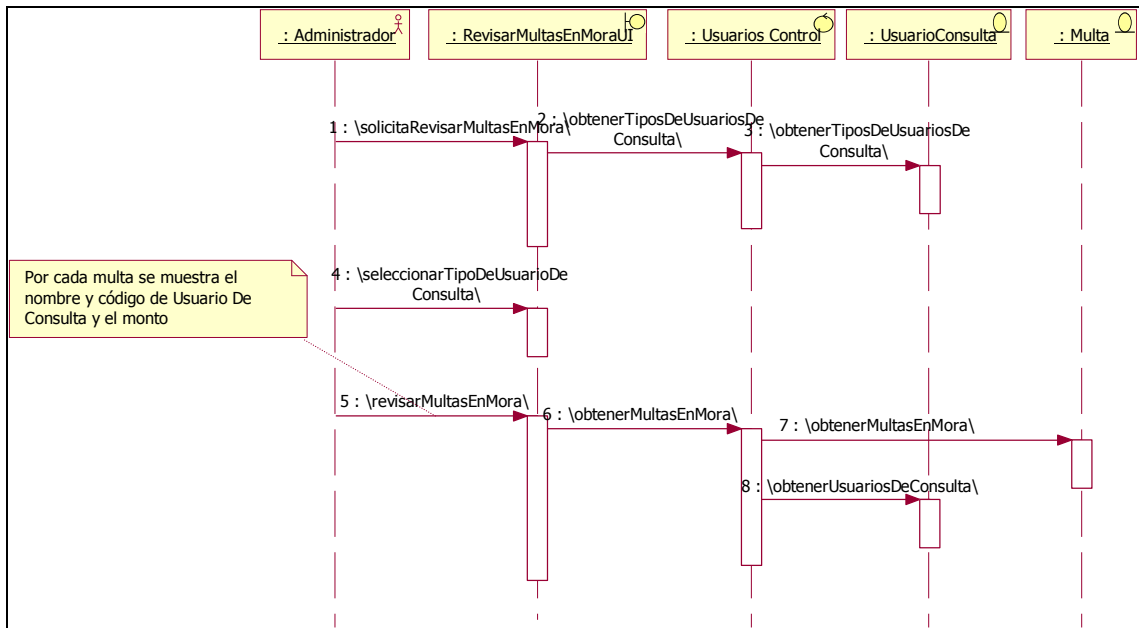 : Administrador
: RevisarMultasEnMoraUI
: Usuarios Control
: UsuarioConsulta
: Multa
1 : \solicitaRevisarMultasEnMora\
2 : \obtenerTiposDeUsuariosDe
Consulta\
3 : \obtenerTiposDeUsuariosDe
Consulta\
4 : \seleccionarTipoDeUsuarioDe
Consulta\
Por cada multa se muestra el
nombre y código de Usuario De
Consulta y el monto
5 : \revisarMultasEnMora\
6 : \obtenerMultasEnMora\
7 : \obtenerMultasEnMora\
8 : \obtenerUsuariosDeConsulta\